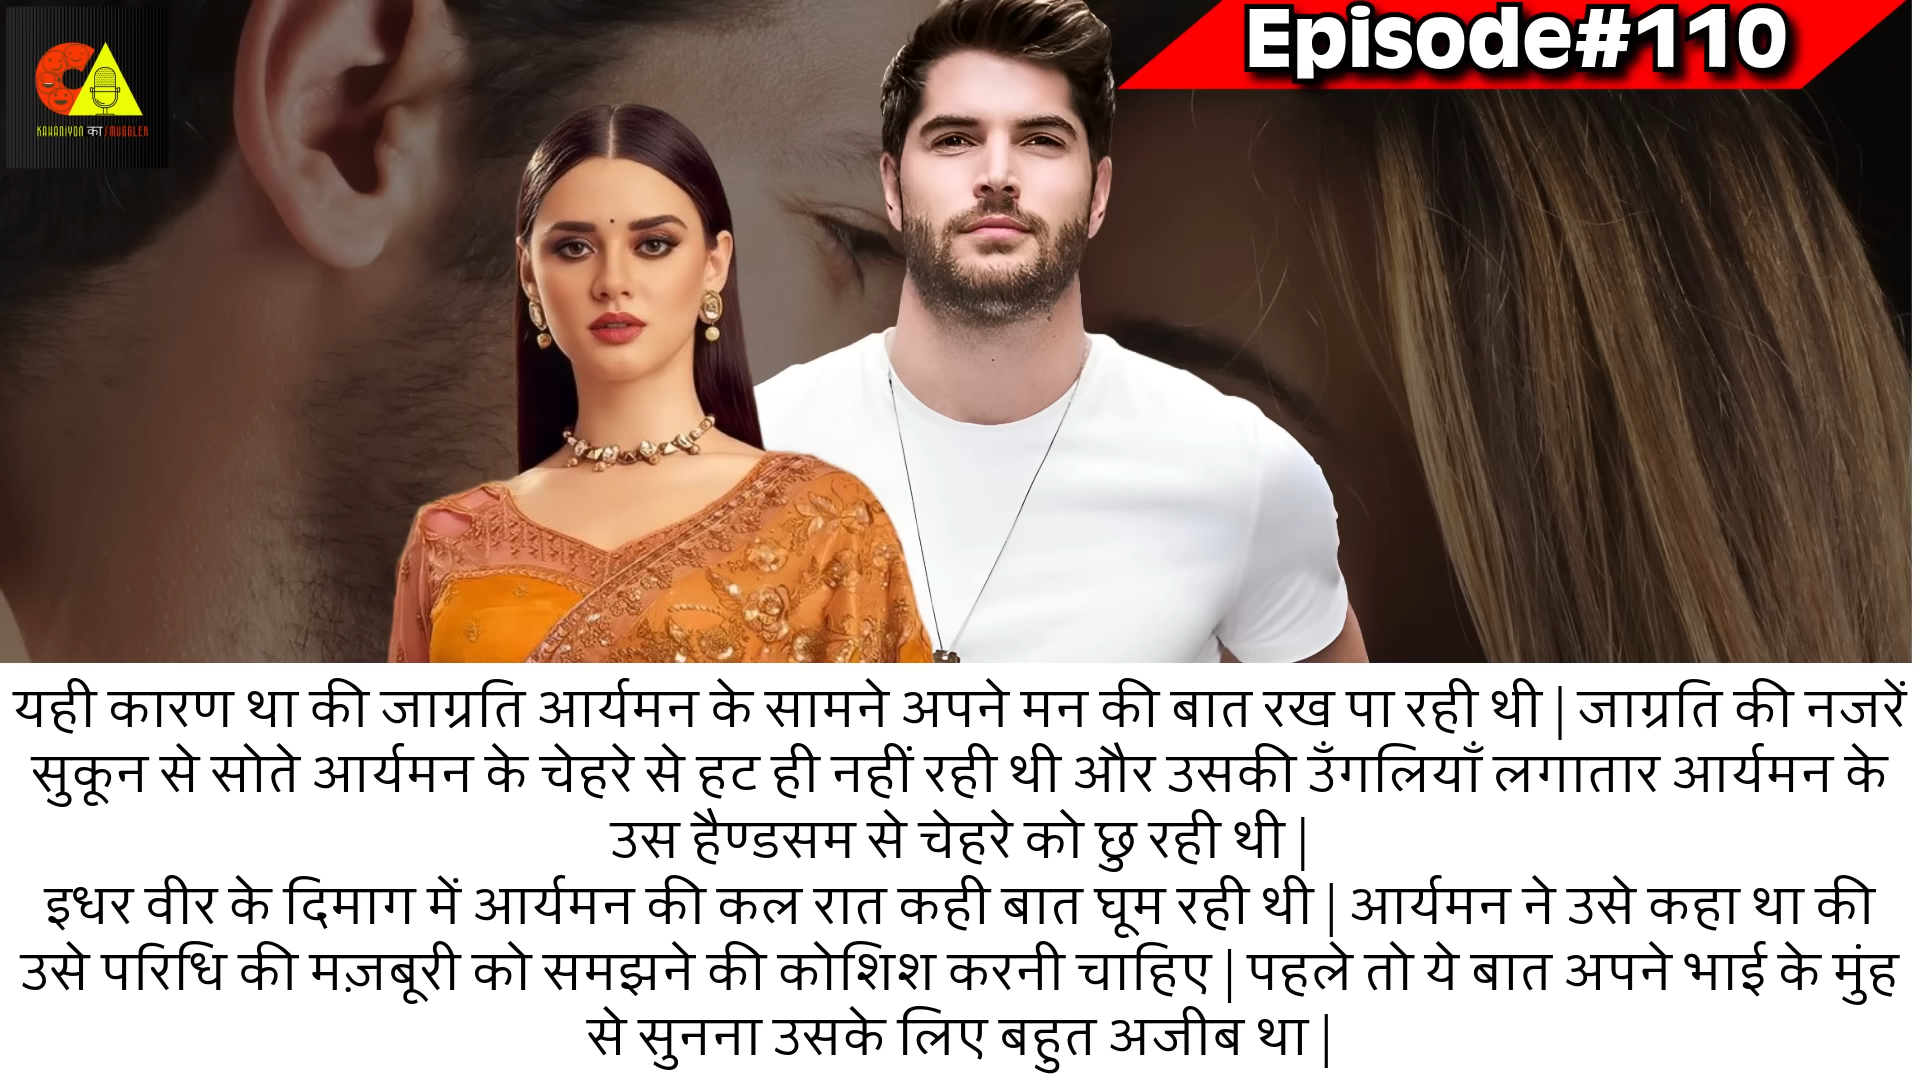 Episode#110
KAHANIYON का SMUGGLER
यही कारण था की जाग्रति आर्यमन के सामने अपने मन की बात रख पा रही थी | जाग्रति की नजरें
सुकून से सोते आर्यमन के चेहरे से हट ही नहीं रही थी और उसकी उँगलियाँ लगातार आर्यमन के
उस हैण्डसम से चेहरे को छु रही थी |
इधर वीर के दिमाग में आर्यमन की कल रात कही बात घूम रही थी | आर्यमन ने उसे कहा था की
उसे परिधि की मज़बूरी को समझने की कोशिश करनी चाहिए | पहले तो ये बात अपने भाई के मुंह
से सुनना उसके लिए बहुत अजीब था |